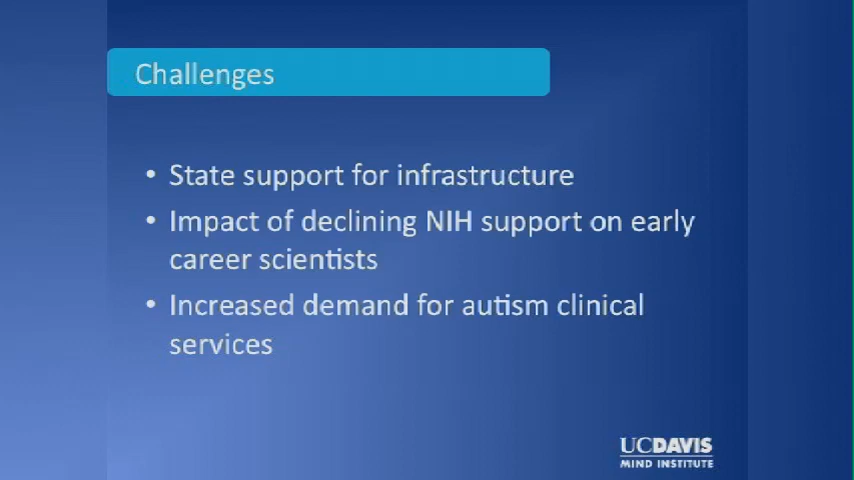 Challenges
• State support for infrastructure
• Impact of declining NIH support on early
career scientists
• Increased demand for autism clinical
services
UCDAVIS
MIND INSTITUTE